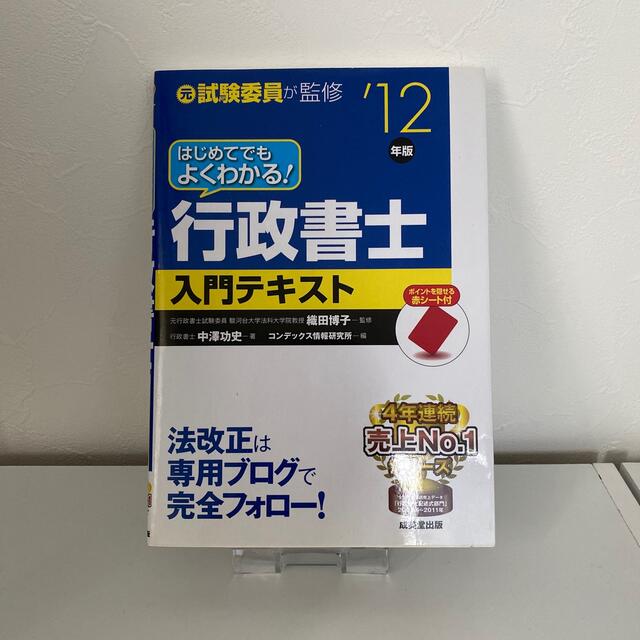 元試験委員が監修
'12
年版
はじめてでも
よくわかる!
行政書士
入門テキスト
ポイントを隠せる
赤シート付
元行政書士試験委員 駿河台大学法科大学院教授 織田博子―監修
行政書士 中澤功史―著 コンデックス情報研究所―編
4年連続
売上No.1
シリーズ
法改正は
専用ブログで
完全フォロー!
成美堂出版